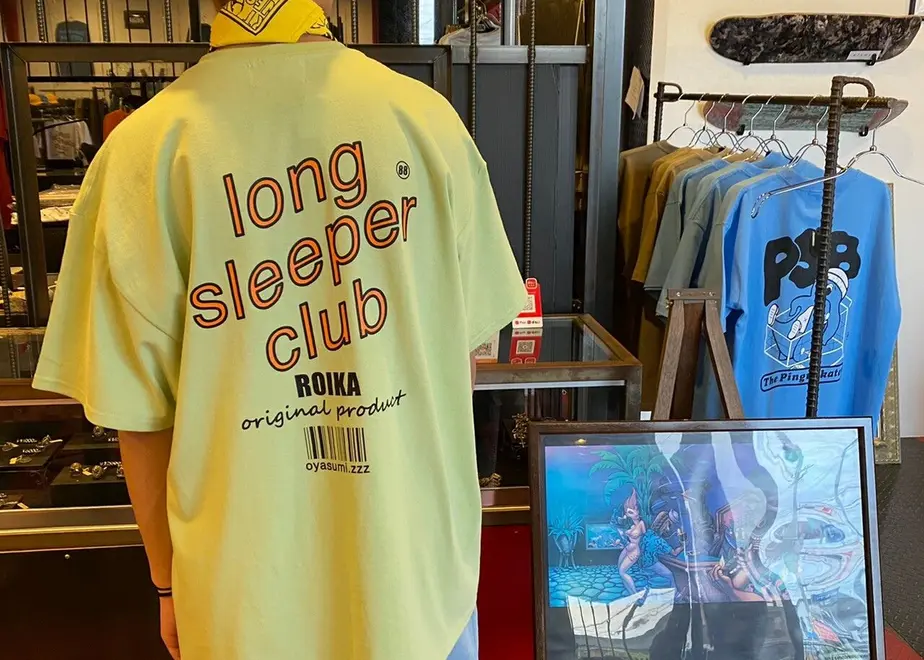 long
88
sleeper
club
ROIKA
original product
oyasumi.zzz
PSB